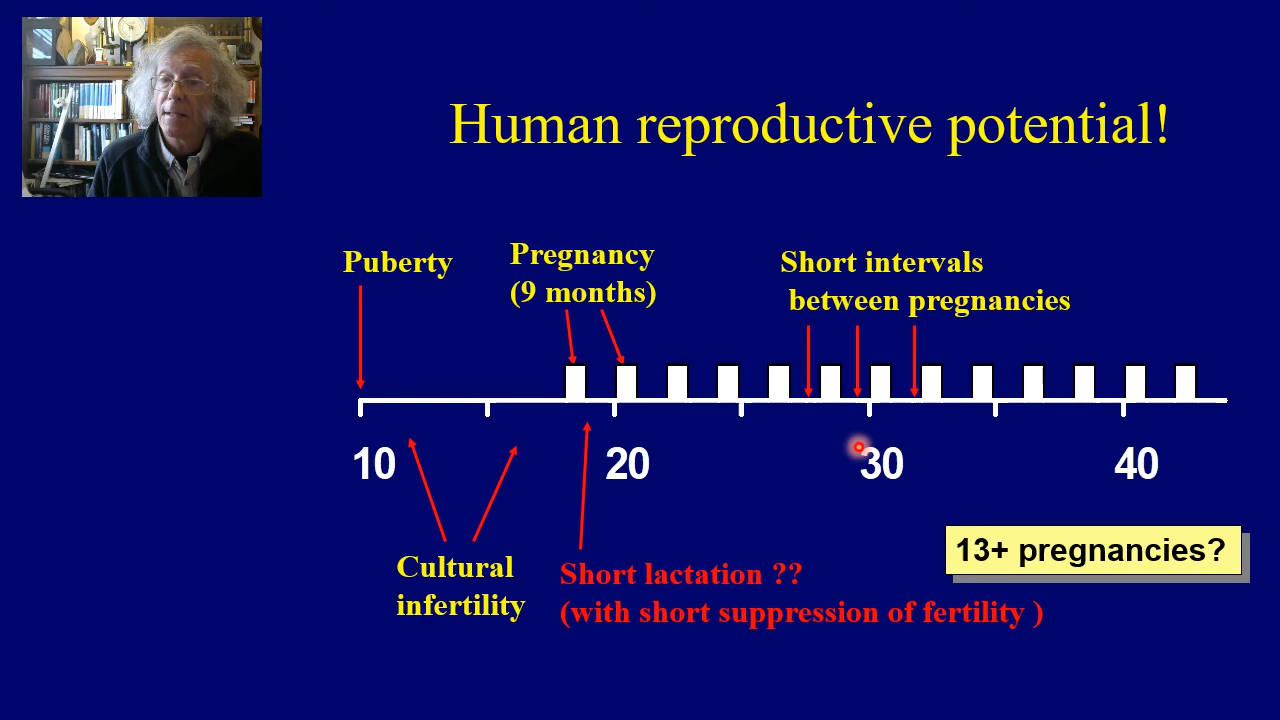 Human reproductive potential!
Puberty
Pregnancy
(9 months)
Short intervals
between pregnancies
10
20
30
40
13+ pregnancies?
Cultural
infertility
Short lactation ??
(with short suppression of fertility )